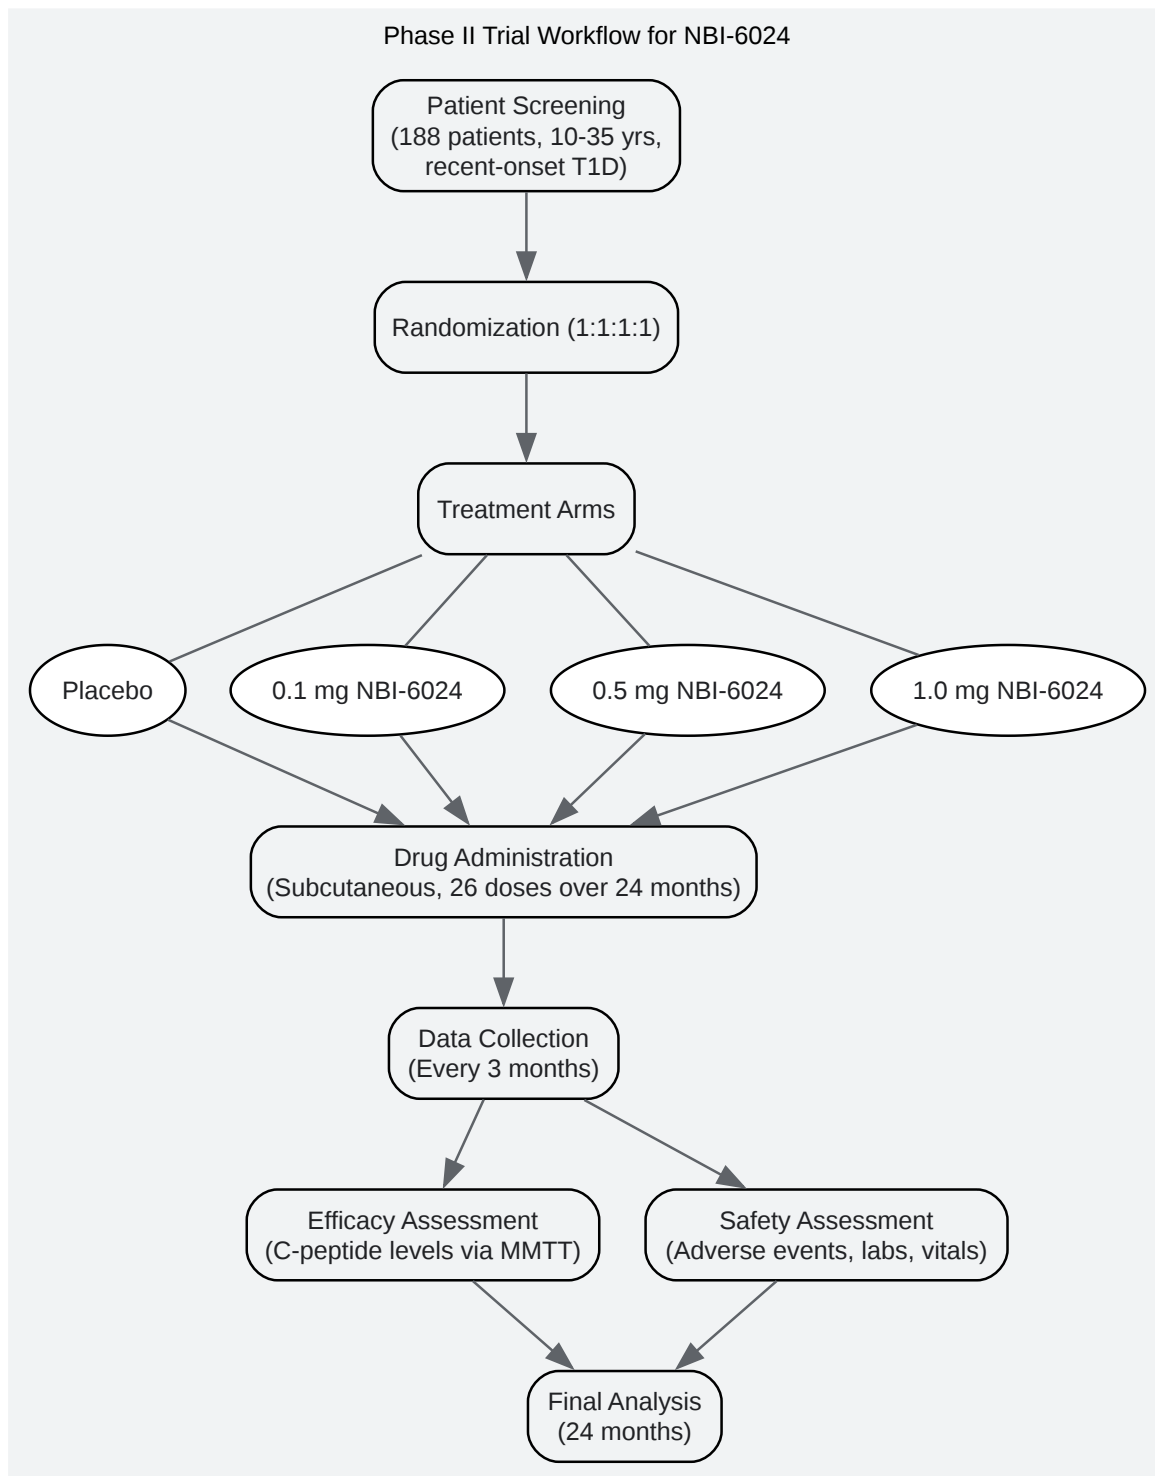 Phase II Trial Workflow for NBI-6024
Patient Screening
(188 patients, 10-35 yrs,
recent-onset T1D)
Randomization (1:1:1:1)
Treatment Arms
Placebo
0.1 mg NBI-6024
0.5 mg NBI-6024
1.0 mg NBI-6024
Drug Administration
(Subcutaneous, 26 doses over 24 months)
Data Collection
(Every 3 months)
Efficacy Assessment
(C-peptide levels via MMTT)
Safety Assessment
(Adverse events, labs, vitals)
Final Analysis
(24 months)